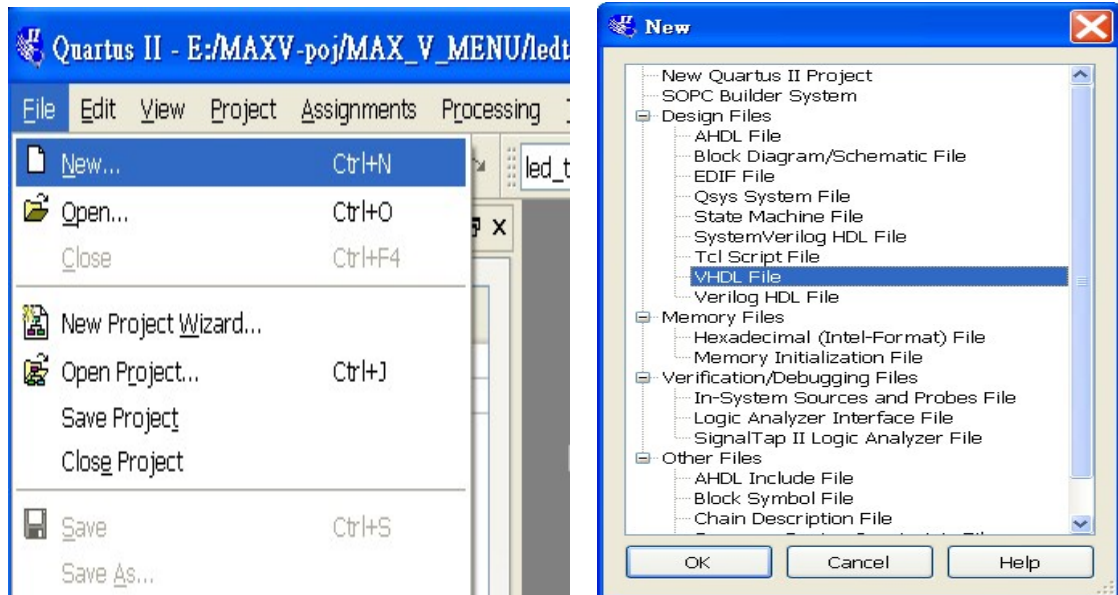 Quartus II - E:/MAXV-poj/MAX_V_MENU/ledt
File Edit View Project Assignments Processing
New... Ctrl+N
led_t
Open... Ctrl+O
Close Ctrl+F4
New Project Wizard...
Open Project... Ctrl+J
Save Project
Close Project
Save Ctrl+S
Save As...
New
New Quartus II Project
SOPC Builder System
Design Files
AHDL File
Block Diagram/Schematic File
EDIF File
Qsys System File
State Machine File
SystemVerilog HDL File
Tcl Script File
VHDL File
Verilog HDL File
Memory Files
Hexadecimal (Intel-Format) File
Memory Initialization File
Verification/Debugging Files
In-System Sources and Probes File
Logic Analyzer Interface File
SignalTap II Logic Analyzer File
Other Files
AHDL Include File
Block Symbol File
Chain Description File
OK Cancel Help